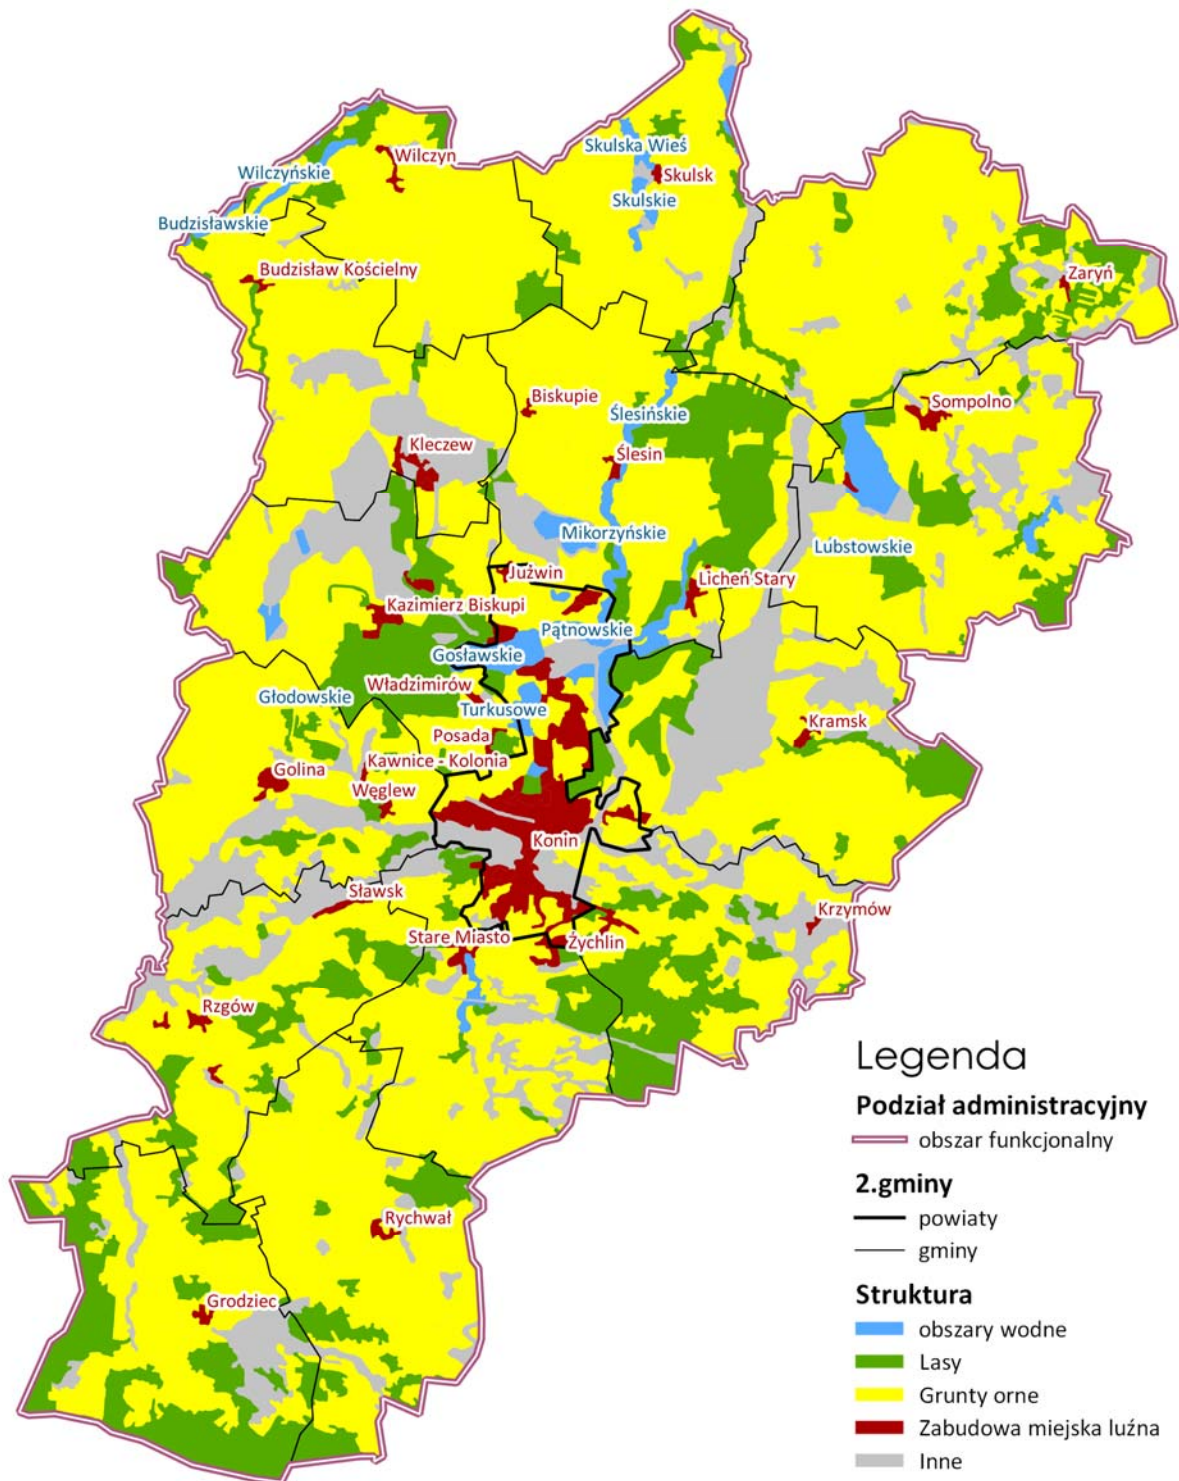 Wilczyn
Skulska Wieś
Wilczyńskie
Skulsk
Skulskie
Budzisławskie
Budzisław Kościelny
Zaryń
Biskupie
Ślesińskie
Sompolno
Kleczew
Ślesin
Mikorzyńskie
Lubstowskie
Jużwin
Licheń Stary
Kazimierz Biskupi
Pątnowskie
Gosławskie
Władzimirów
Głodowskie
Turkusowe
Kramsk
Posada
Kawnice - Kolonia
Golina
Węglew
Konin
Sławsk
Krzymów
Stare Miasto
Żychlin
Rzgów
Rychwał
Grodziec
Legenda
Podział administracyjny
obszar funkcjonalny
2.gminy
powiaty
gminy
Struktura
obszary wodne
Lasy
Grunty orne
Zabudowa miejska luźna
Inne